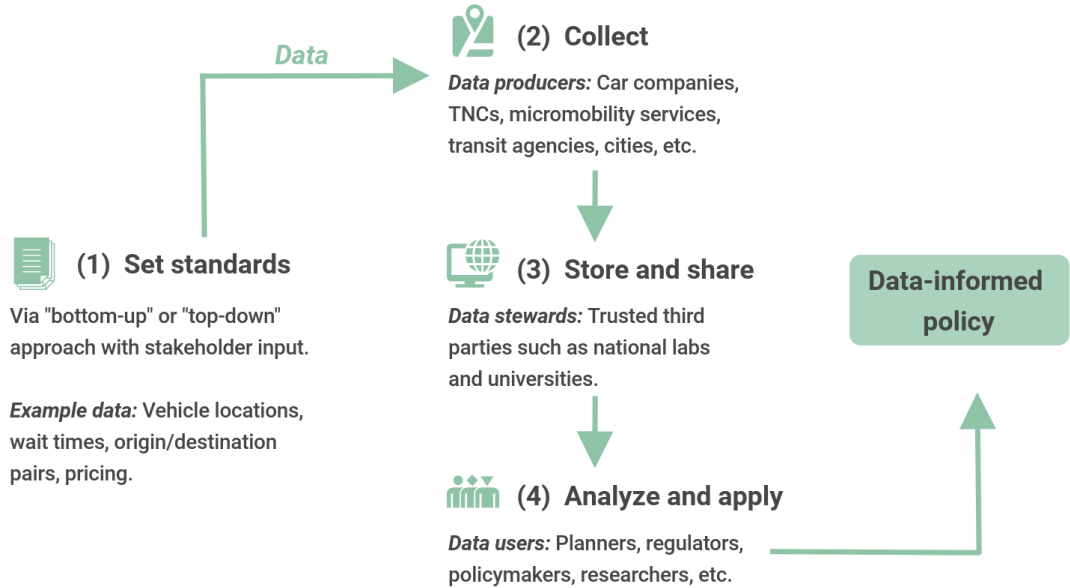 (1) Set standards
Via "bottom-up" or "top-down"
approach with stakeholder input.
Example data: Vehicle locations,
wait times, origin/destination
pairs, pricing.
Data
(2) Collect
Data producers: Car companies,
TNCs, micromobility services,
transit agencies, cities, etc.
(3) Store and share
Data stewards: Trusted third
parties such as national labs
and universities.
(4) Analyze and apply
Data users: Planners, regulators,
policymakers, researchers, etc.
Data-informed
policy